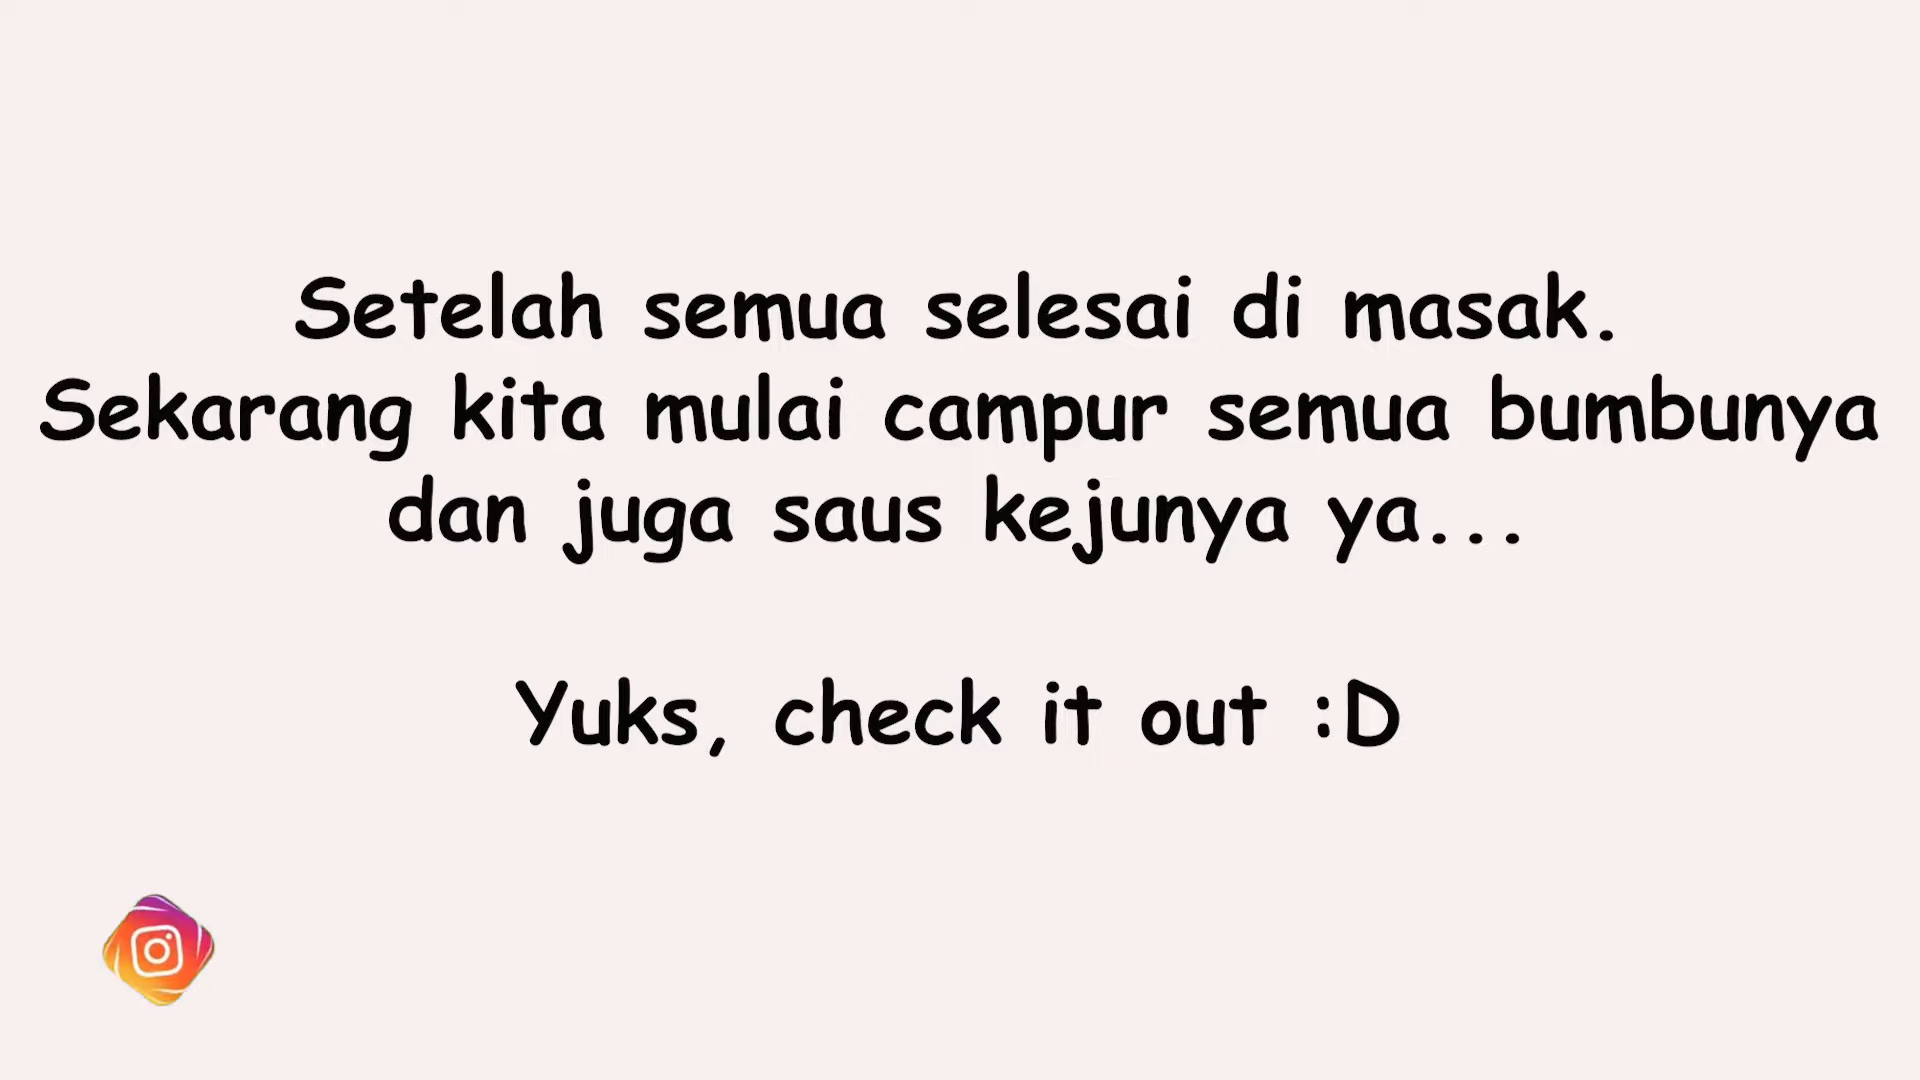 Setelah semua selesai di masak.
Sekarang kita mulai campur semua bumbunya
dan juga saus kejunya ya...
Yuks, check it out :D